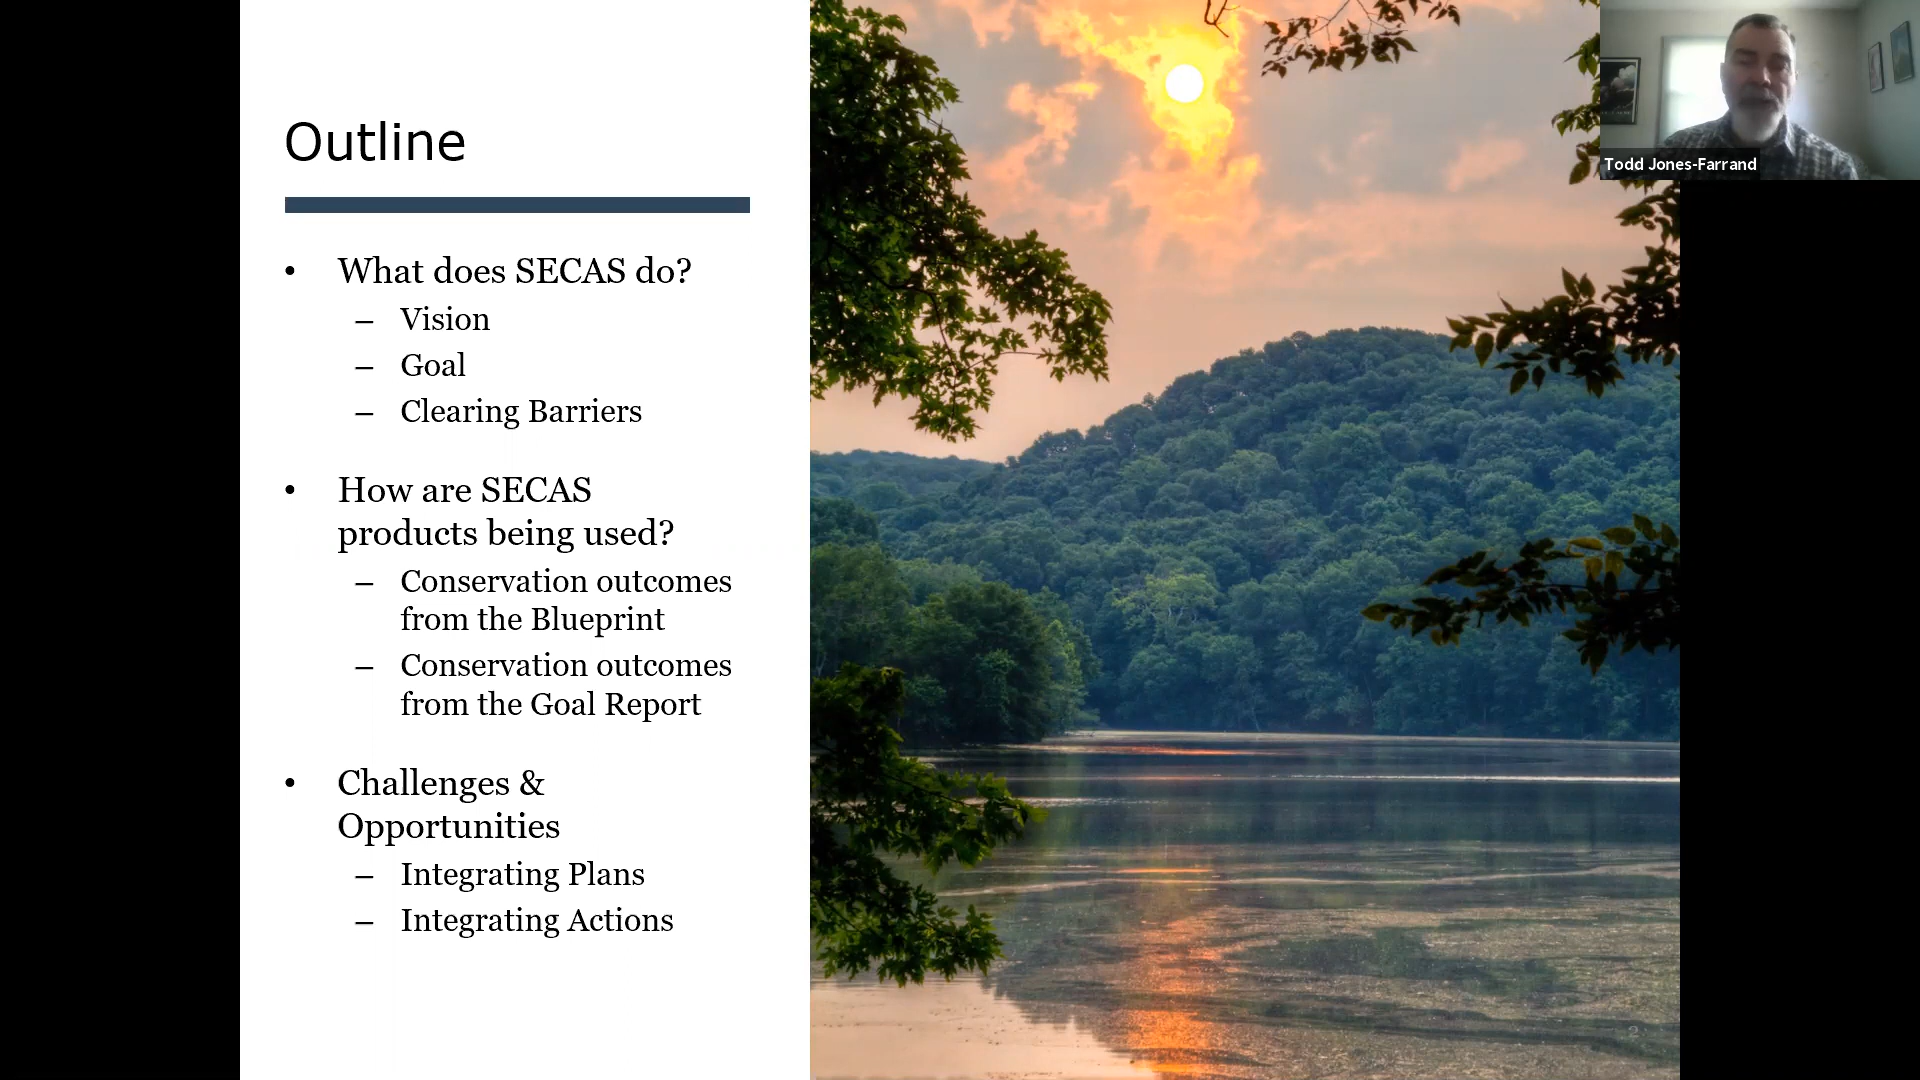 Outline
• What does SECAS do?
– Vision
– Goal
– Clearing Barriers
• How are SECAS
products being used?
– Conservation outcomes
from the Blueprint
– Conservation outcomes
from the Goal Report
• Challenges &
Opportunities
– Integrating Plans
– Integrating Actions
Todd Jones-Farrand
2